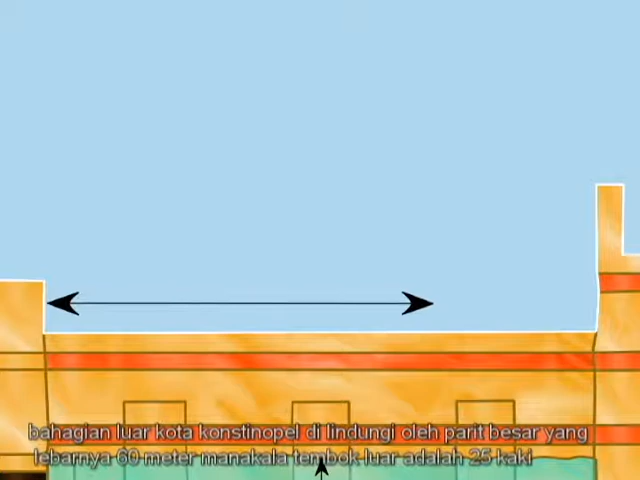 bahagian luar kota konstinopel di lindungi oleh parit besar yang
lebarnya 60 meter manakala tembok luar adalah 25 kaki